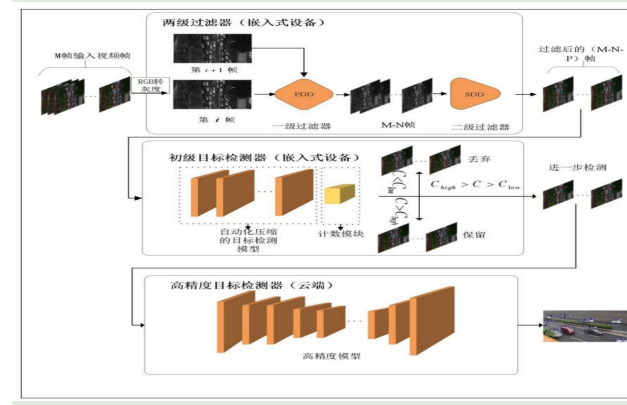 两级过滤器（嵌入式设备）
M帧输入视频帧
RGB转
灰度
第 i+1 帧
第 i 帧
PDD
一级过滤器
M-N帧
SDD
二级过滤器
过滤后的（M-N-
P）帧
初级目标检测器（嵌入式设备）
自动化压缩
的目标检测
模型
计数模块
C<C_low
C>C_high
丢弃
C_high > C > C_low
保留
进一步检测
高精度目标检测器（云端）
高精度模型